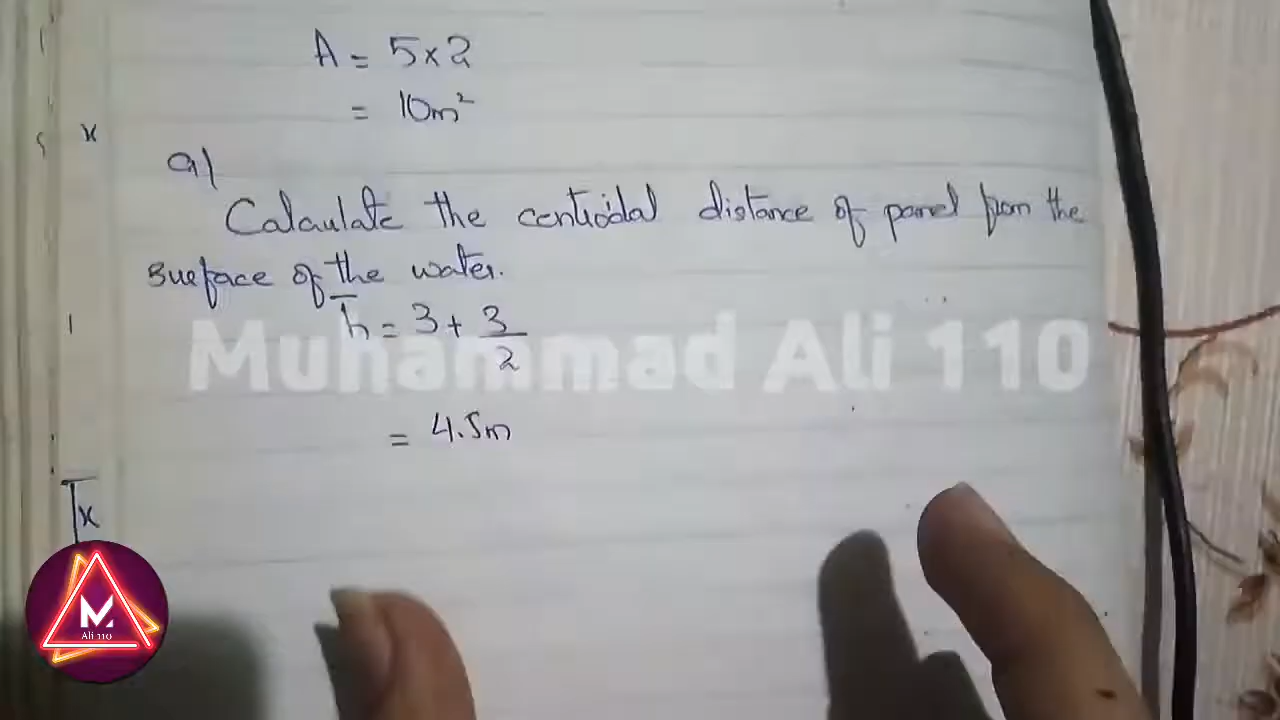 A = 5×2
= 10m²
a)
Calculate the centroidal distance of panel from the
surface of the water.
h̄ = 3 + 3/2
= 4.5m
Muhammad Ali 110
x
x
M
Ali 110